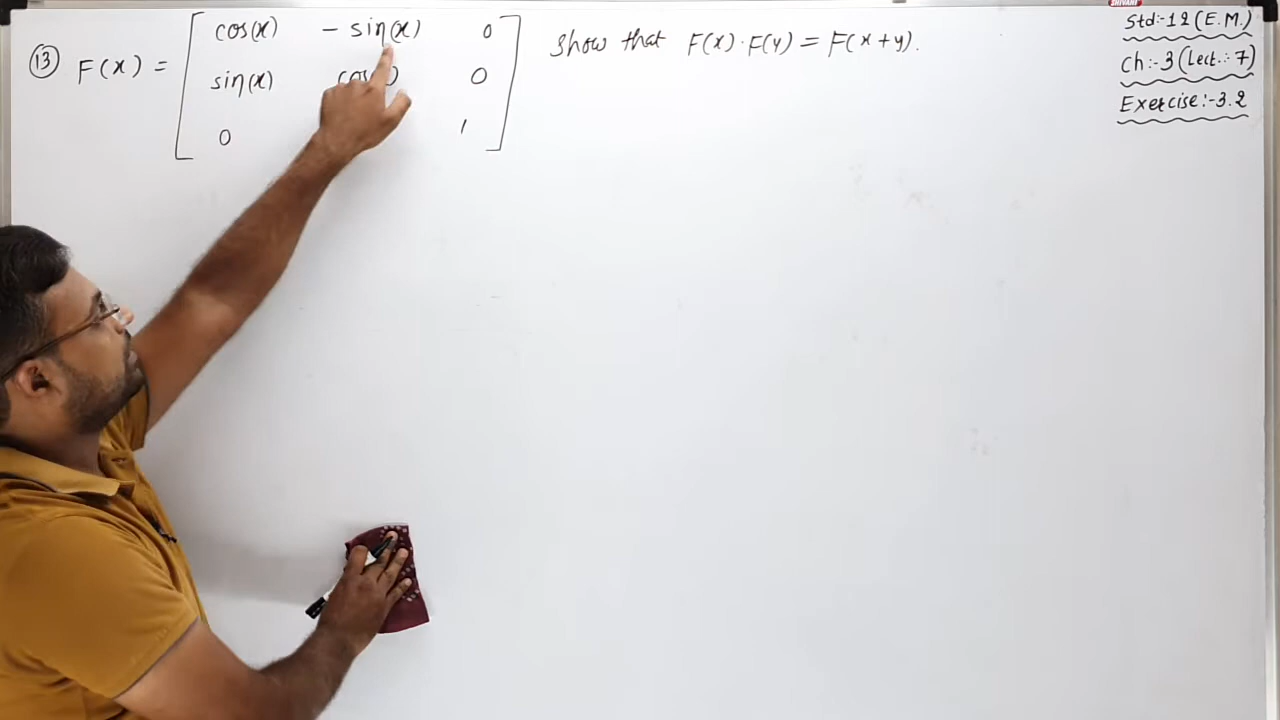 SHIVANI
(13) F(x) = [ cos(x) - sin(x) 0
sin(x) 0
0 1 ]
Show that F(x) · F(y) = F(x + y).
Std:-12 (E.M.)
Ch:-3 (Lect.:- 7)
Exercise:-3.2